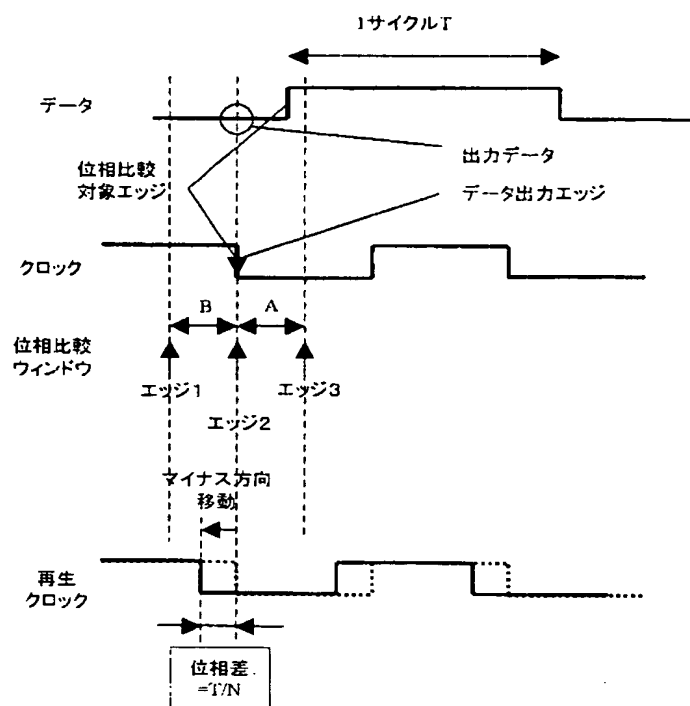 1サイクルT
データ
出力データ
位相比較
対象エッジ
データ出力エッジ
クロック
B
A
位相比較
ウィンドウ
エッジ1
エッジ3
エッジ2
マイナス方向
移動
再生
クロック
位相差
=T/N